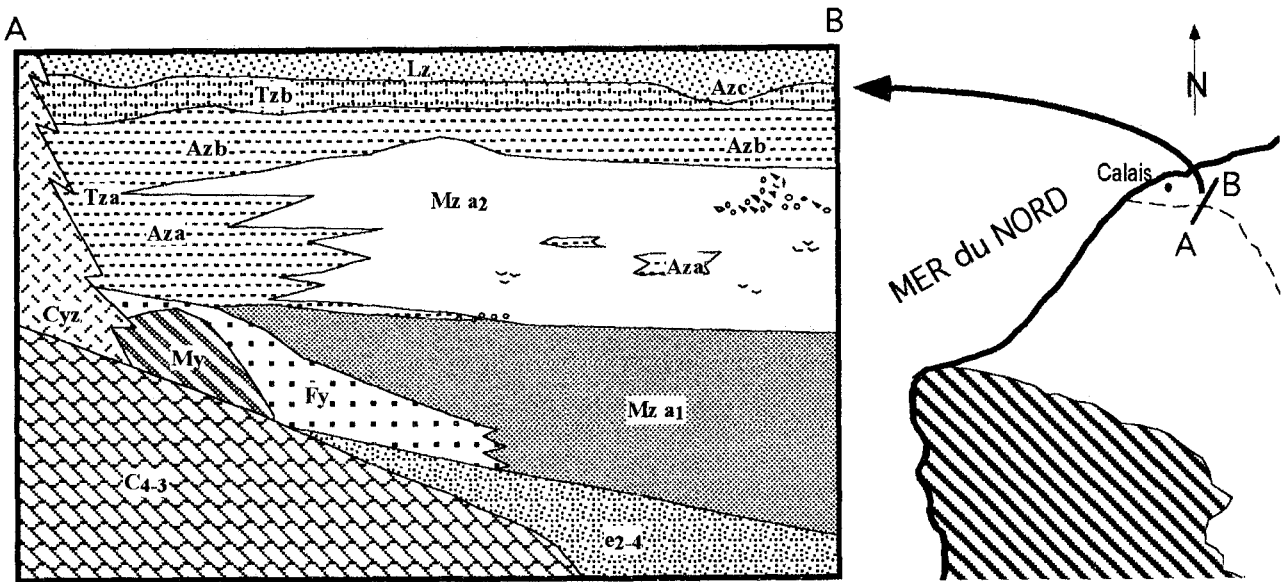 A
B
Lz
Azc
Tzb
Azb
Azb
Tza
Mz a2
Aza
Aza
Cyz
My
Fy
Mz a1
C4-3
e2-4
N
Calais
B
A
MER du NORD